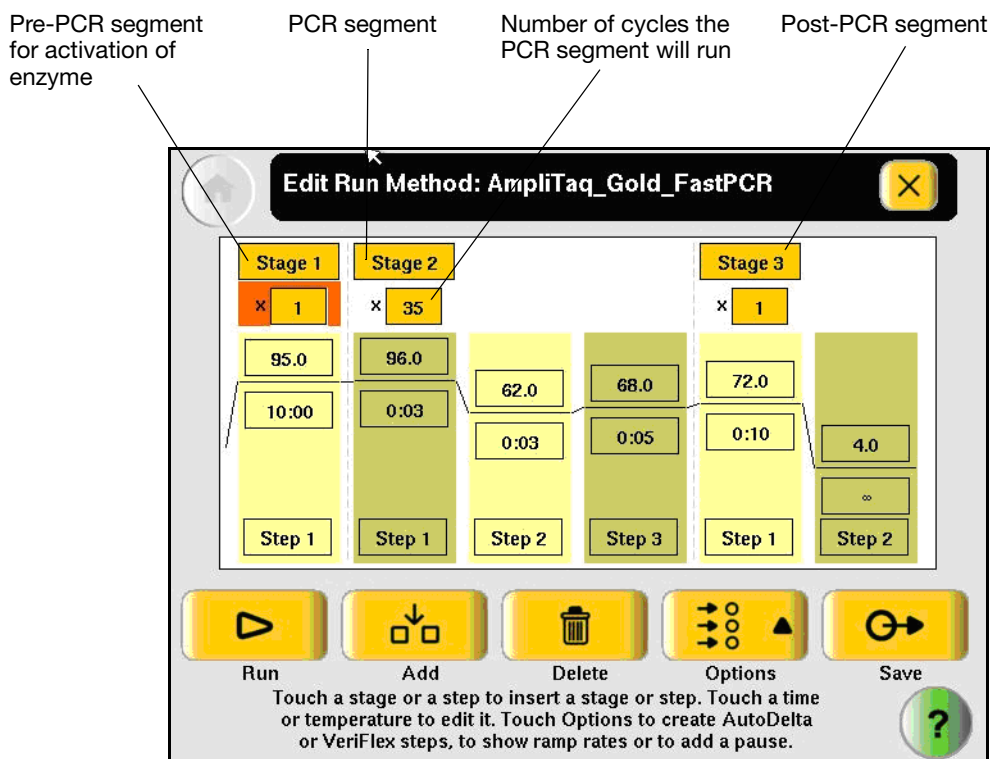 Pre-PCR segment
for activation of
enzyme
PCR segment
Number of cycles the
PCR segment will run
Post-PCR segment
Edit Run Method: AmpliTaq_Gold_FastPCR
Stage 1
Stage 2
Stage 3
x 1
x 35
x 1
95.0
96.0
62.0
68.0
72.0
4.0
10:00
0:03
0:03
0:05
0:10
∞
Step 1
Step 1
Step 2
Step 3
Step 1
Step 2
Run
Add
Delete
Options
Save
Touch a stage or a step to insert a stage or step. Touch a time
or temperature to edit it. Touch Options to create AutoDelta
or VeriFlex steps, to show ramp rates or to add a pause.
?